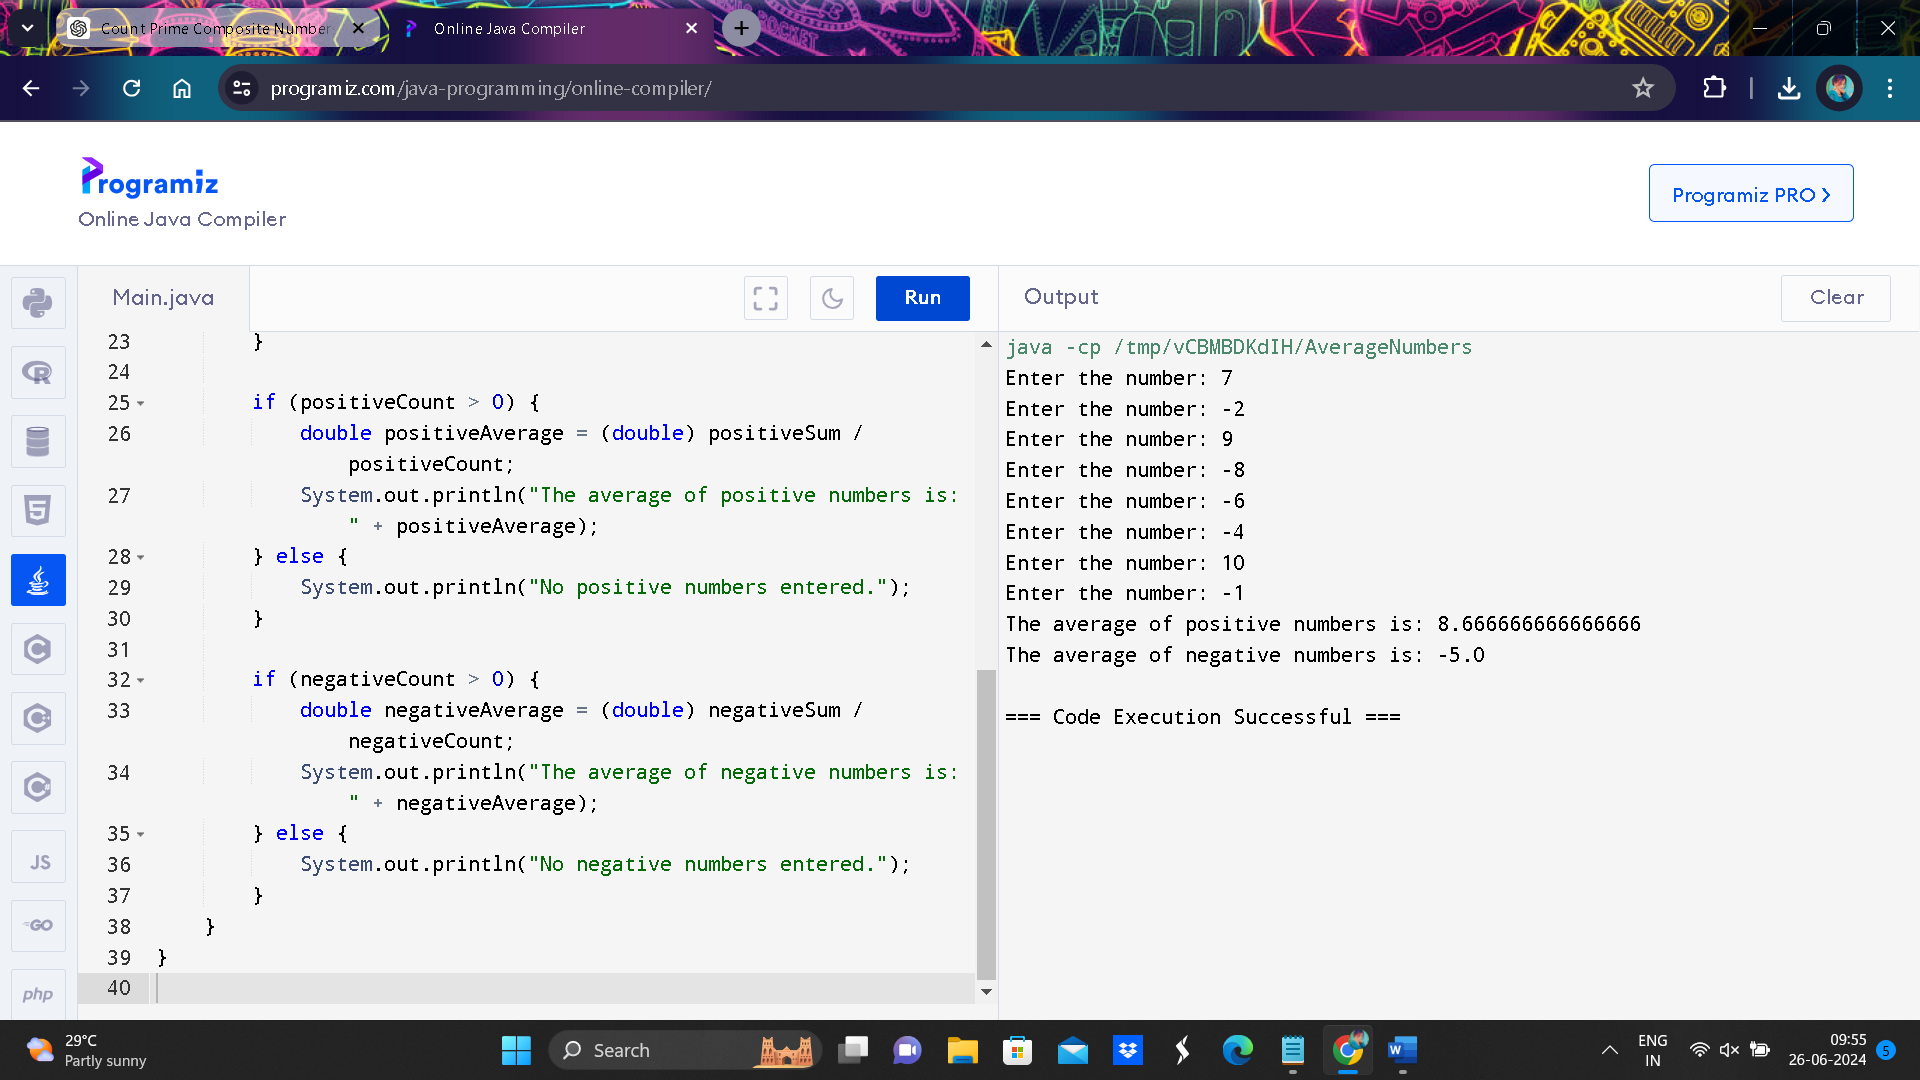 Count Prime Composite Number
Online Java Compiler
programiz.com/java-programming/online-compiler/
Programiz
Online Java Compiler
Programiz PRO
Main.java
Run
Output
Clear
23 }
24
25 if (positiveCount > 0) {
26 double positiveAverage = (double) positiveSum /
positiveCount;
27 System.out.println("The average of positive numbers is:
" + positiveAverage);
28 } else {
29 System.out.println("No positive numbers entered.");
30 }
31
32 if (negativeCount > 0) {
33 double negativeAverage = (double) negativeSum /
negativeCount;
34 System.out.println("The average of negative numbers is:
" + negativeAverage);
35 } else {
36 System.out.println("No negative numbers entered.");
37 }
38 }
39 }
40
java -cp /tmp/vCBMBDKdIH/AverageNumbers
Enter the number: 7
Enter the number: -2
Enter the number: 9
Enter the number: -8
Enter the number: -6
Enter the number: -4
Enter the number: 10
Enter the number: -1
The average of positive numbers is: 8.666666666666666
The average of negative numbers is: -5.0
=== Code Execution Successful ===
R
5
C
C
C
JS
GO
php
29°C
Partly sunny
Search
W
ENG
IN
09:55
26-06-2024
5